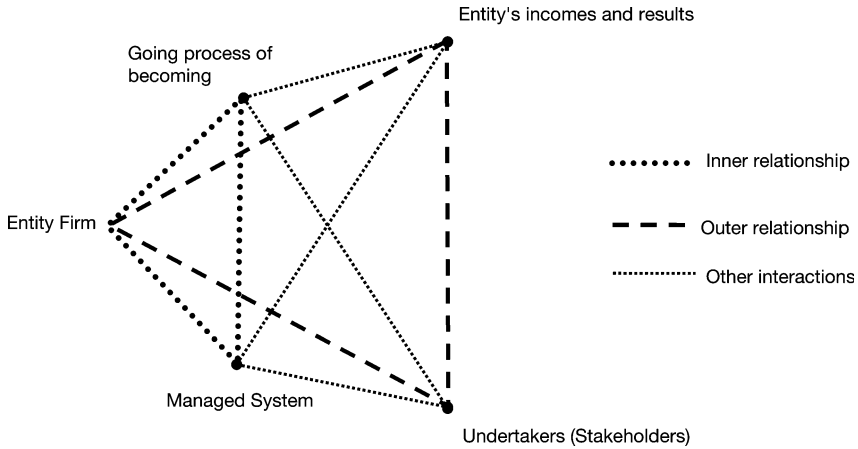 Entity's incomes and results
Going process of
becoming
Inner relationship
Entity Firm
Outer relationship
Other interactions
Managed System
Undertakers (Stakeholders)